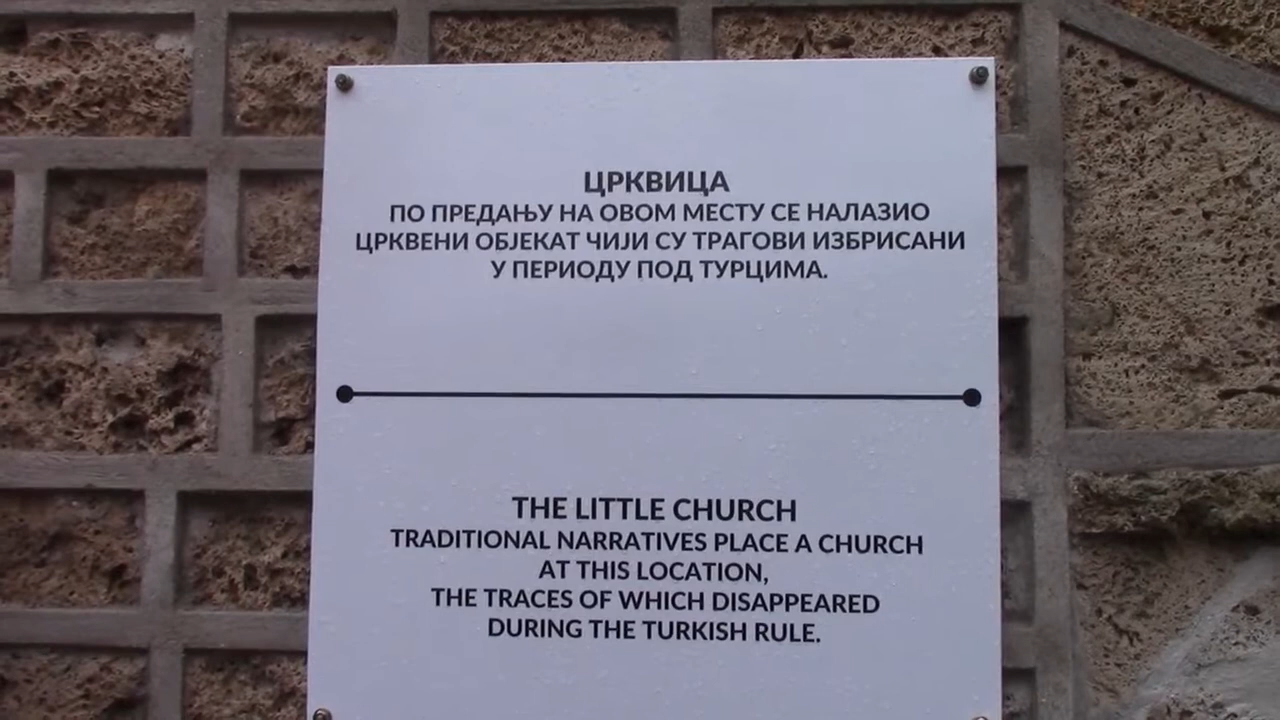 ЦРКВИЦА
ПО ПРЕДАЊУ НА ОВОМ МЕСТУ СЕ НАЛАЗИО
ЦРКВЕНИ ОБЈЕКАТ ЧИЈИ СУ ТРАГОВИ ИЗБРИСАНИ
У ПЕРИОДУ ПОД ТУРЦИМА.
THE LITTLE CHURCH
TRADITIONAL NARRATIVES PLACE A CHURCH
AT THIS LOCATION,
THE TRACES OF WHICH DISAPPEARED
DURING THE TURKISH RULE.